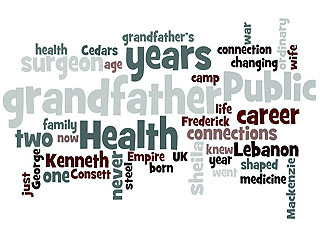 grandfather's
war
ordinary
health Cedars years connection wife
surgeon age changing
camp
grandfather Public
life
family Frederick career
two now Health connections
sheila knew Lebanon
George Kenneth Empire UK year shaped
just one Consett never steel born went medicine
Mackenzie